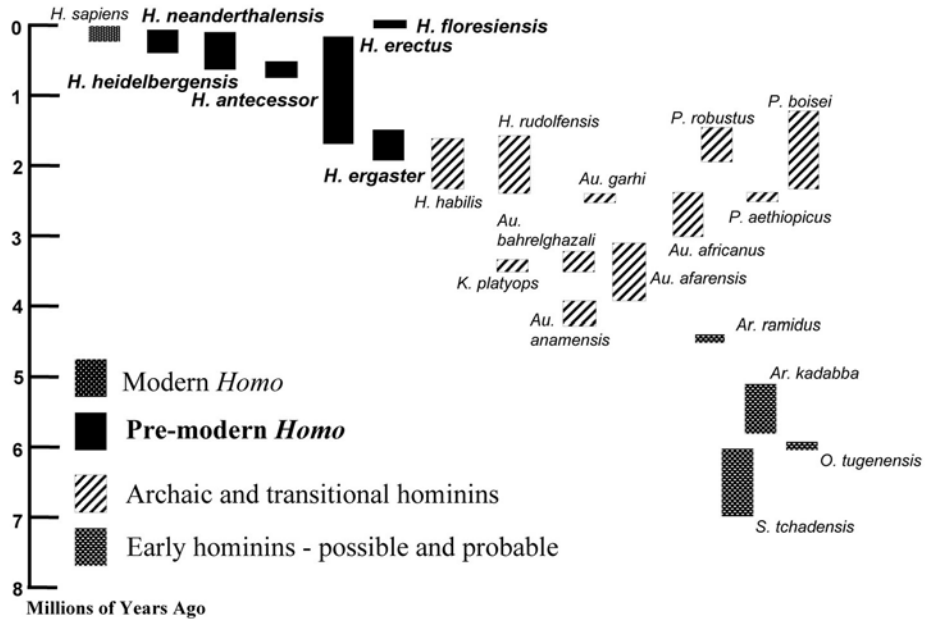 H. sapiens
H. neanderthalensis
H. floresiensis
H. erectus
0
H. heidelbergensis
H. antecessor
1
P. boisei
P. robustus
H. rudolfensis
H. ergaster
2
H. habilis
Au. garhi
P. aethiopicus
Au.
bahrelghazali
Au. africanus
3
K. platyops
Au. afarensis
4
Au.
anamensis
Ar. ramidus
5
Modern Homo
Ar. kadabba
Pre-modern Homo
6
O. tugenensis
Archaic and transitional hominins
7
S. tchadensis
Early hominins - possible and probable
8
Millions of Years Ago